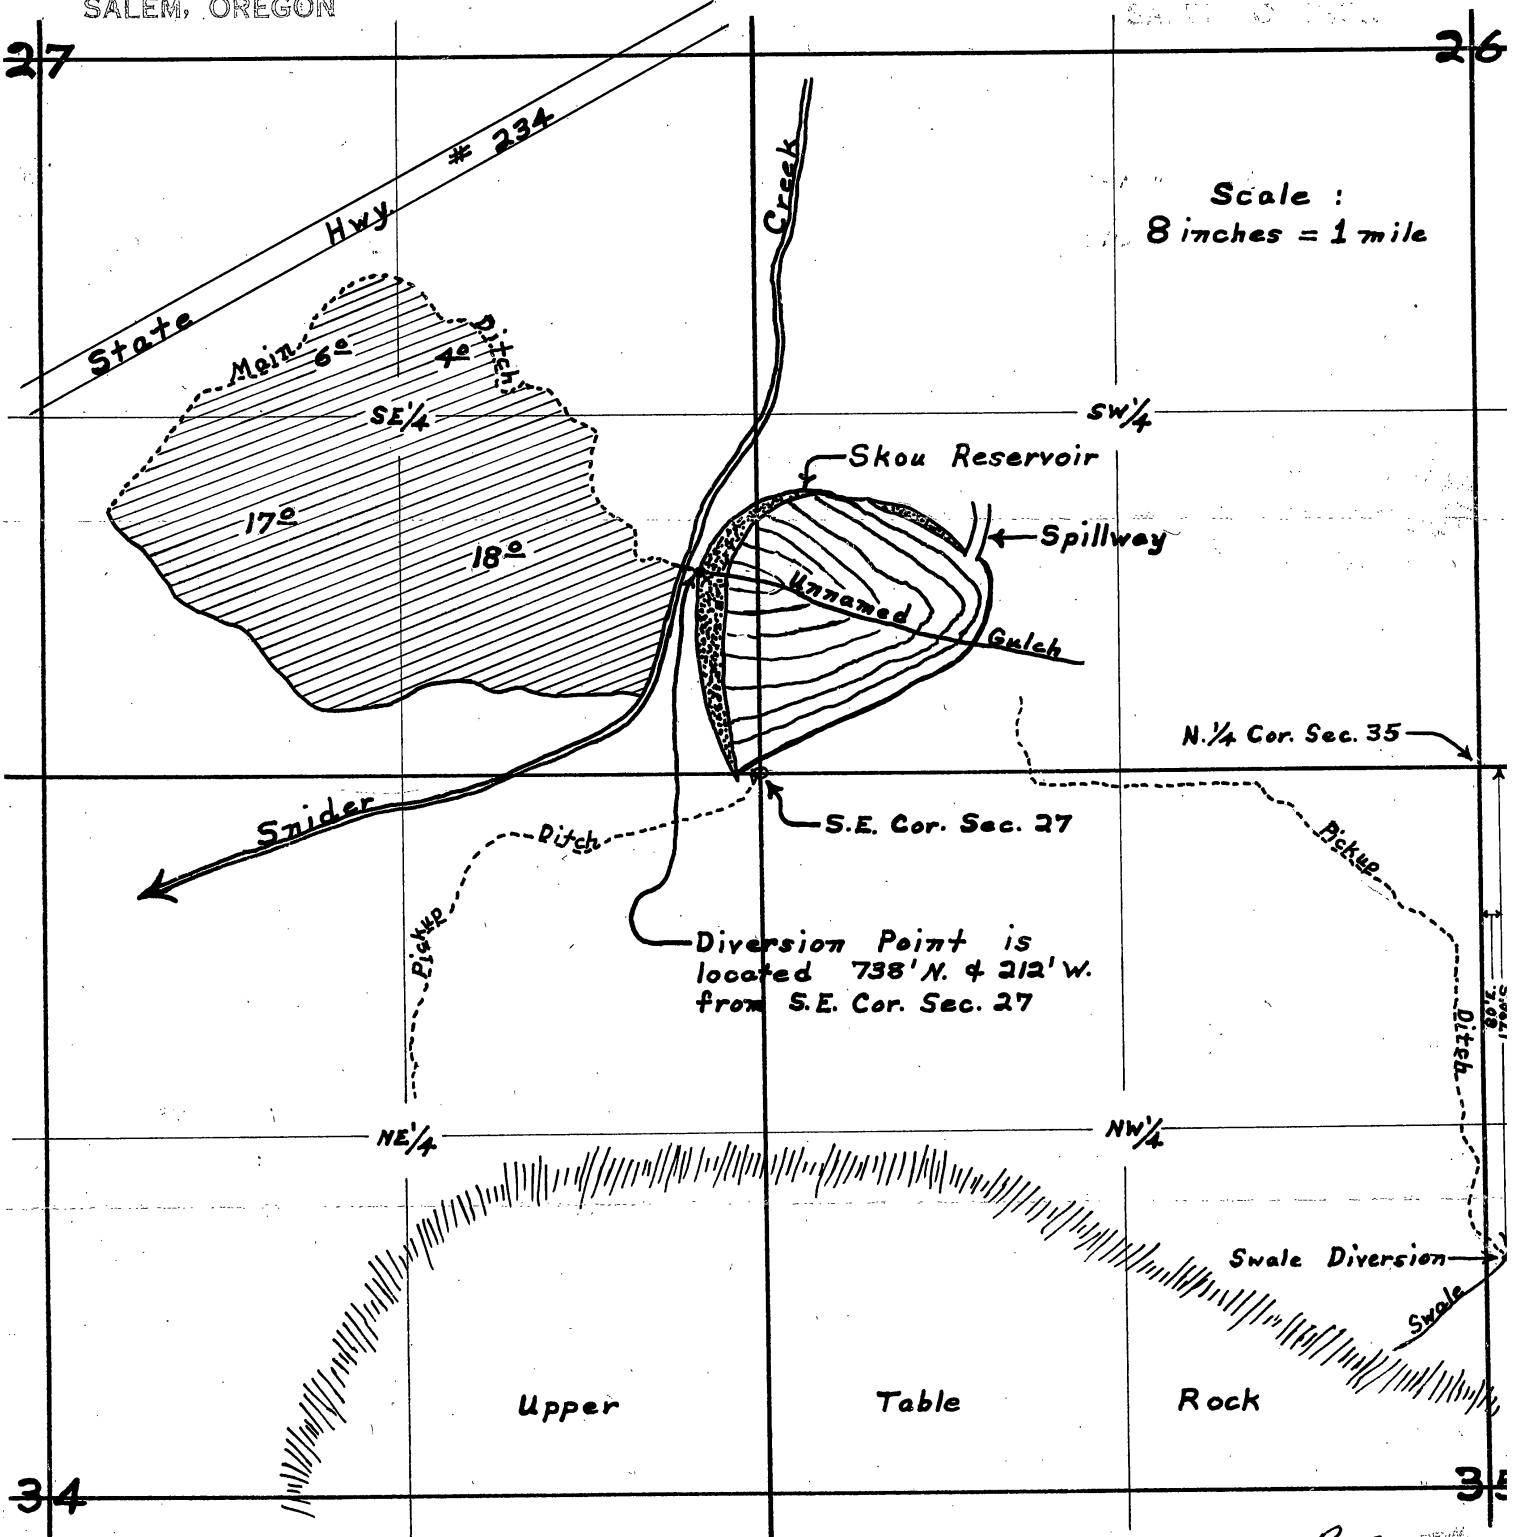 SALEM, OREGON
27
26
# 234
Hwy.
State
Creek
Scale :
8 inches = 1 mile
Main
6º
4º
Ditch
SE¼
SW¼
Skou Reservoir
17º
18º
Spillway
Unnamed
Gulch
N.¼ Cor. Sec. 35
Snider
Ditch
S.E. Cor. Sec. 27
Pickup
Pickup
Diversion Point is
located 738' N. & 212' W.
from S.E. Cor. Sec. 27
Ditch
NE¼
NW¼
Swale Diversion
Swale
Upper Table Rock
34
35